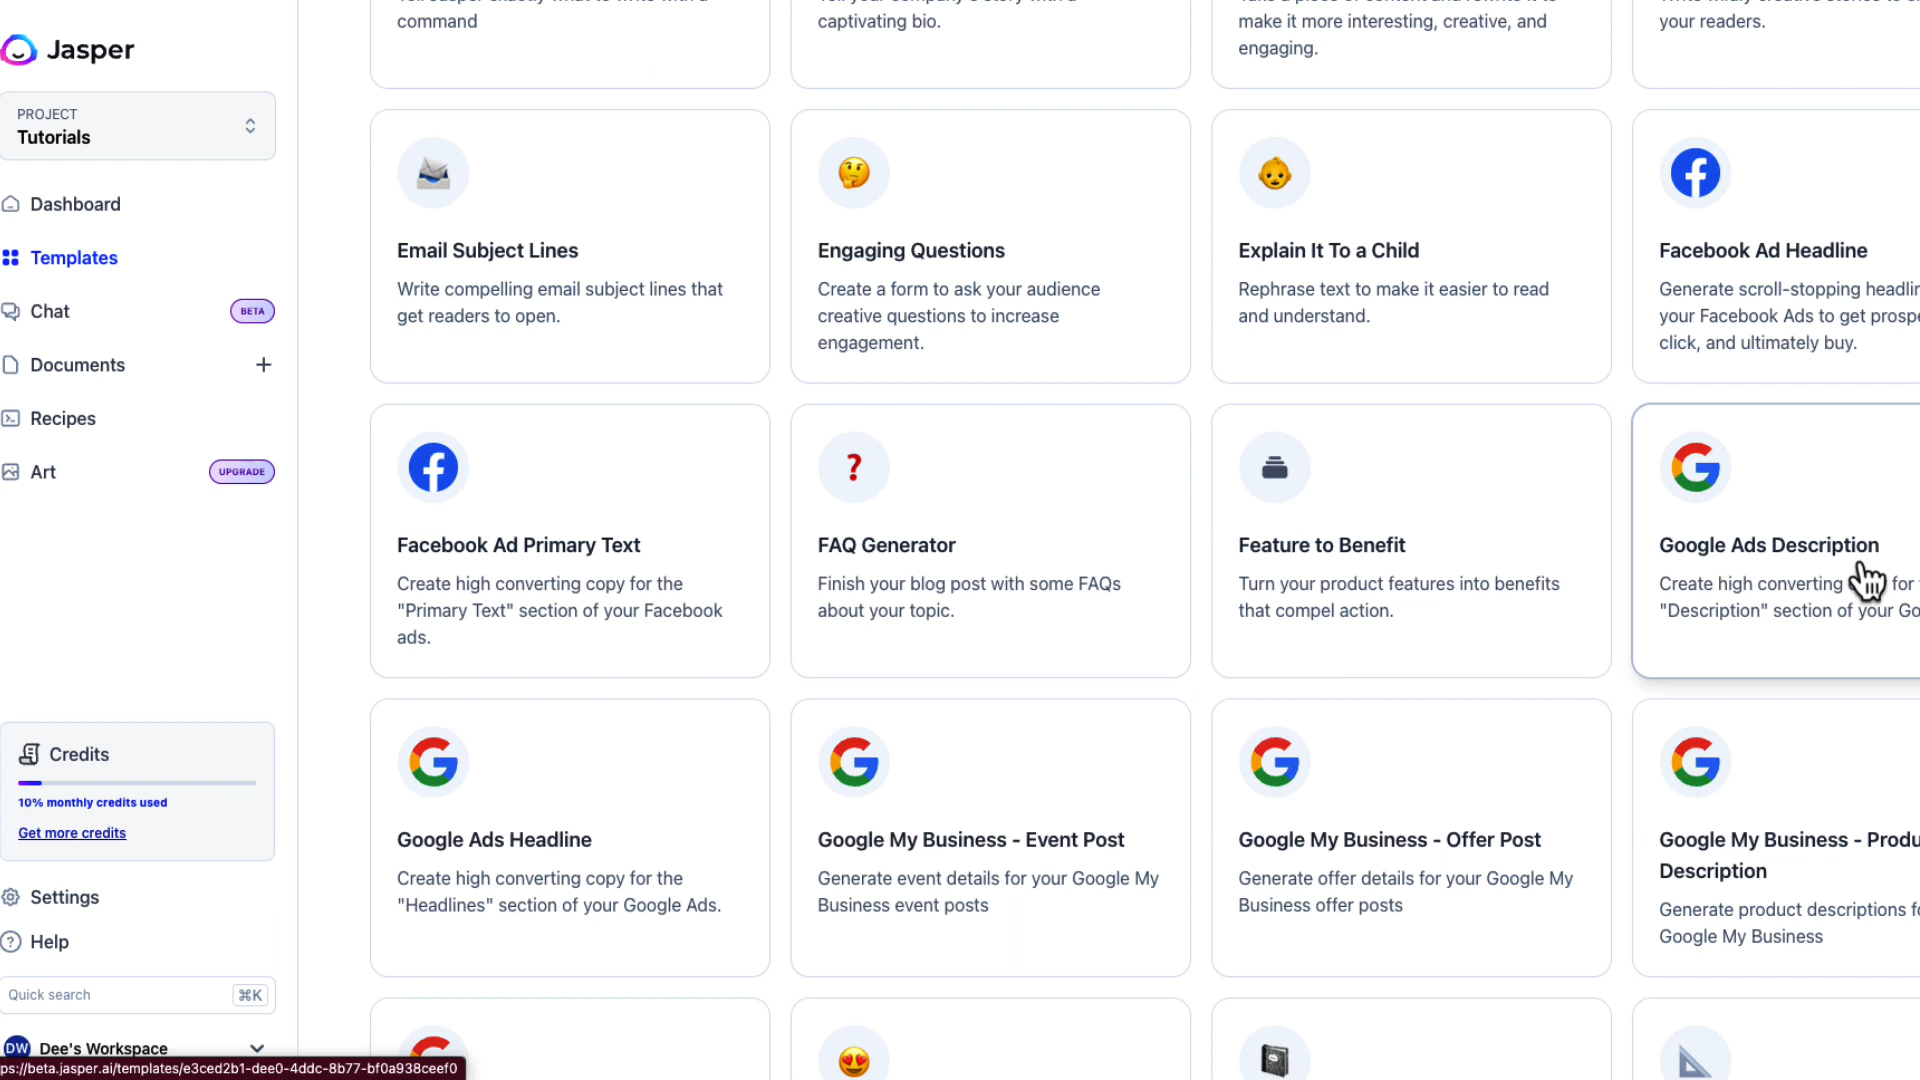 Jasper
PROJECT
Tutorials
Dashboard
Templates
Chat
BETA
Documents
Recipes
Art
UPGRADE
Credits
10% monthly credits used
Get more credits
Settings
Help
Quick search
⌘K
DW Dee's Workspace
ps://beta.jasper.ai/templates/e3ced2b1-dee0-4ddc-8b77-bf0a938ceef0
command
captivating bio.
make it more interesting, creative, and
engaging.
your readers.
Email Subject Lines
Write compelling email subject lines that
get readers to open.
Engaging Questions
Create a form to ask your audience
creative questions to increase
engagement.
Explain It To a Child
Rephrase text to make it easier to read
and understand.
Facebook Ad Headline
Generate scroll-stopping
your Facebook Ads to get
click, and ultimately buy.
Facebook Ad Primary Text
Create high converting copy for the
"Primary Text" section of your Facebook
ads.
FAQ Generator
Finish your blog post with some FAQs
about your topic.
Feature to Benefit
Turn your product features into benefits
that compel action.
Google Ads Description
Create high converting for
"Description" section of your
Google Ads Headline
Create high converting copy for the
"Headlines" section of your Google Ads.
Google My Business - Event Post
Generate event details for your Google My
Business event posts
Google My Business - Offer Post
Generate offer details for your Google My
Business offer posts
Google My Business -
Description
Generate product descriptions
Google My Business